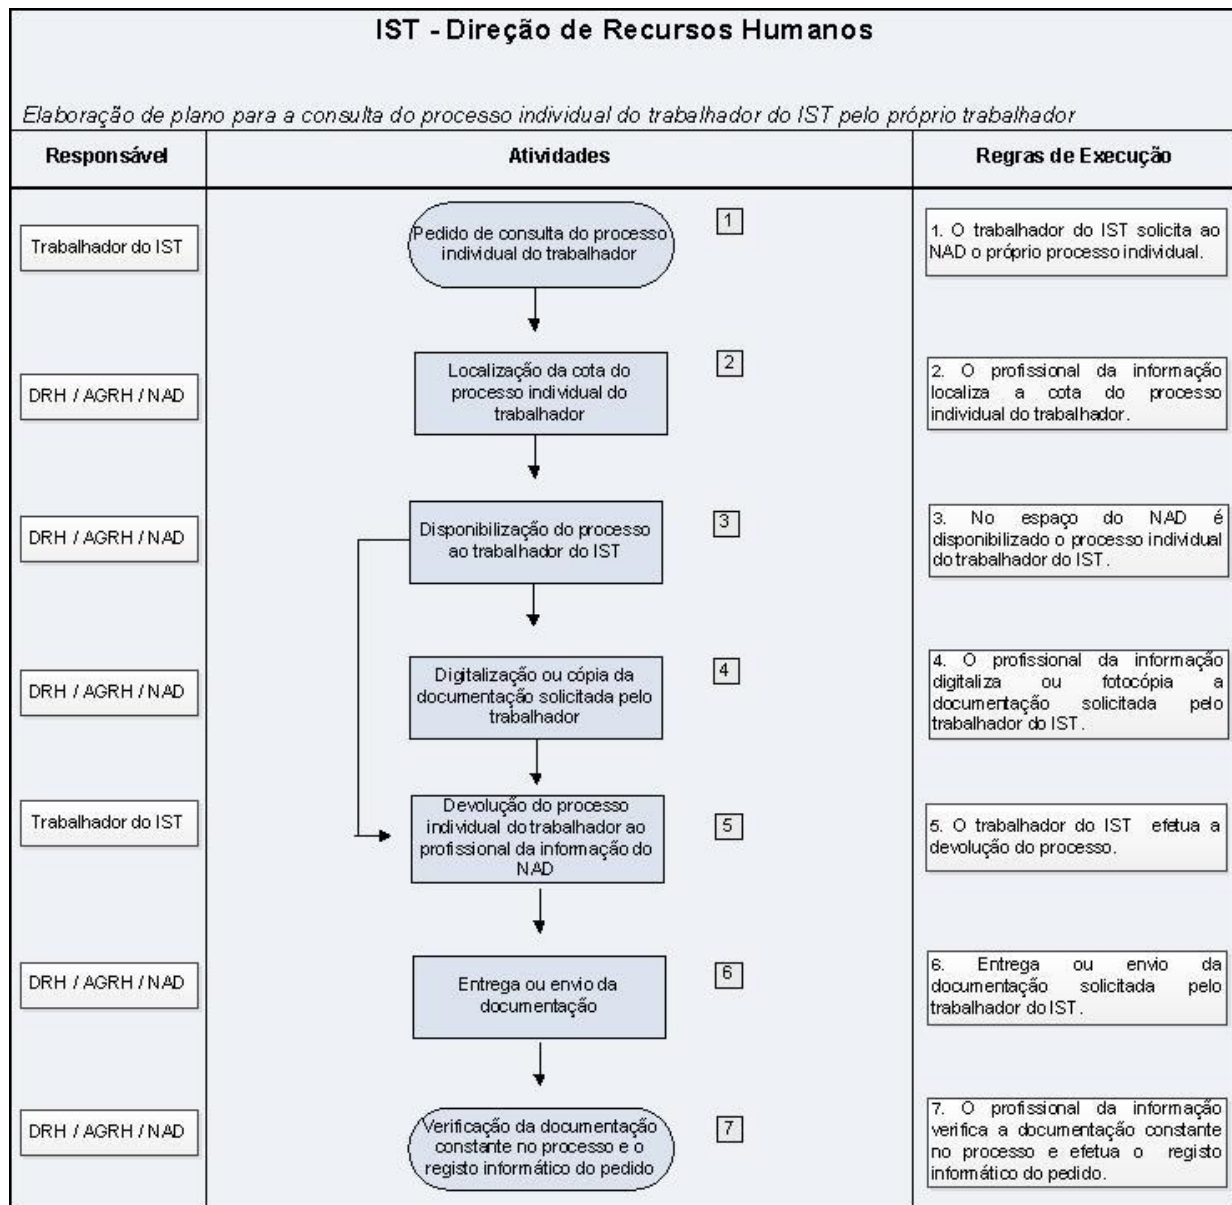 IST - Direção de Recursos Humanos
Elaboração de plano para a consulta do processo individual do trabalhador do IST pelo próprio trabalhador
Responsável
Atividades
Regras de Execução
Trabalhador do IST
Pedido de consulta do processo
individual do trabalhador
1
1. O trabalhador do IST solicita ao
NAD o próprio processo individual.
DRH / AGRH / NAD
Localização da cota do
processo individual do
trabalhador
2
2. O profissional da informação
localiza a cota do processo
individual do trabalhador.
DRH / AGRH / NAD
Disponibilização do processo
ao trabalhador do IST
3
3. No espaço do NAD é
disponibilizado o processo individual
do trabalhador do IST.
DRH / AGRH / NAD
Digitalização ou cópia da
documentação solicitada pelo
trabalhador
4
4. O profissional da informação
digitaliza ou fotocópia a
documentação solicitada pelo
trabalhador do IST.
Trabalhador do IST
Devolução do processo
individual do trabalhador ao
profissional da informação do
NAD
5
5. O trabalhador do IST efetua a
devolução do processo.
DRH / AGRH / NAD
Entrega ou envio da
documentação
6
6. Entrega ou envio da
documentação solicitada pelo
trabalhador do IST.
DRH / AGRH / NAD
Verificação da documentação
constante no processo e o
registo informático do pedido
7
7. O profissional da informação
verifica a documentação constante
no processo e efetua o registo
informático do pedido.